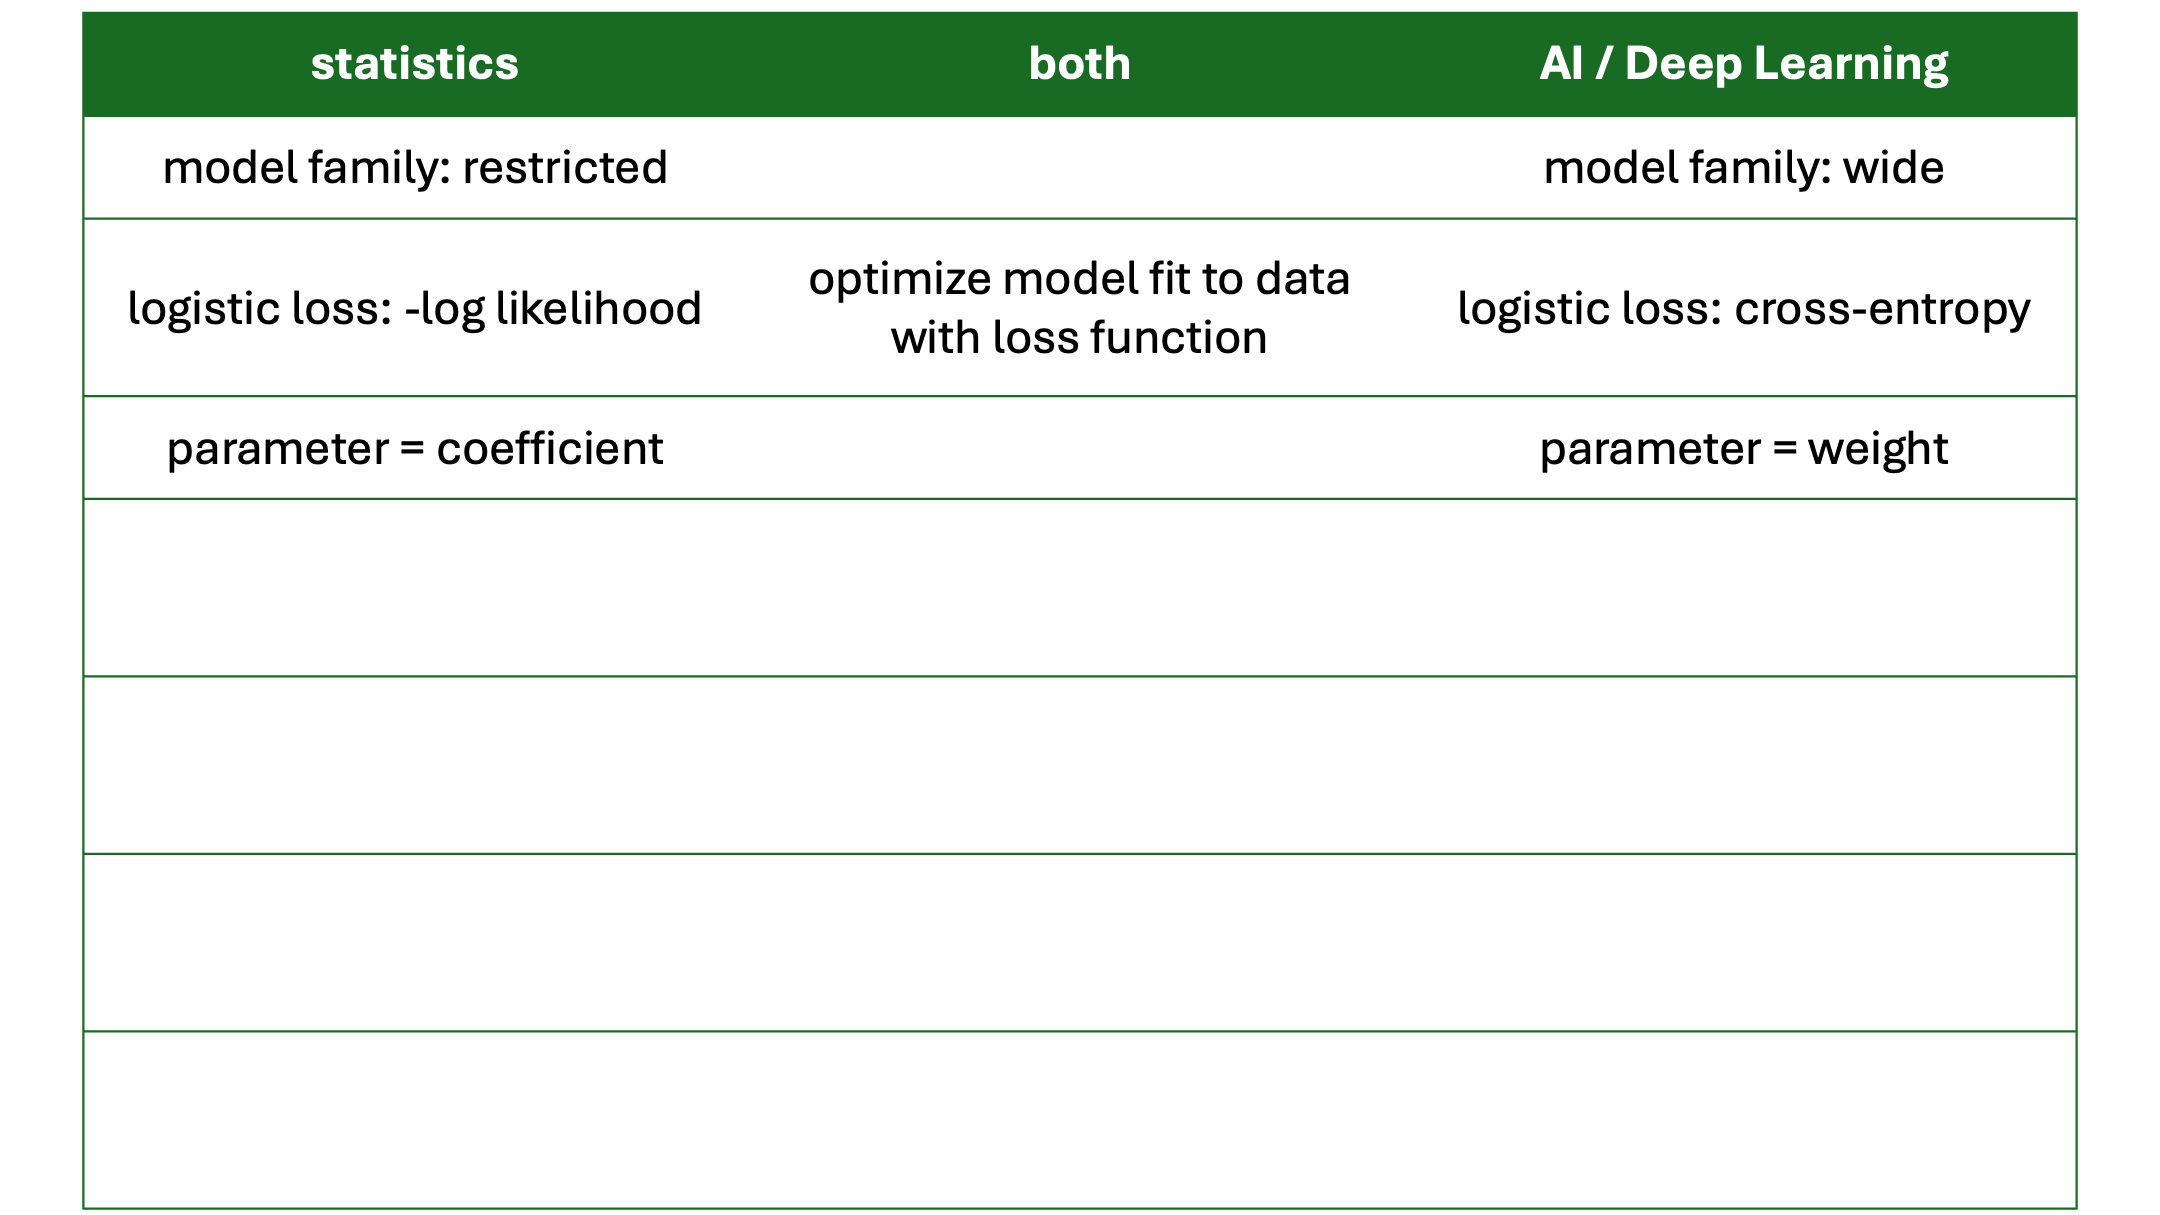 statistics both AI / Deep Learning
model family: restricted model family: wide
logistic loss: -log likelihood
optimize model fit to data
with loss function
logistic loss: cross-entropy
parameter = coefficient parameter = weight